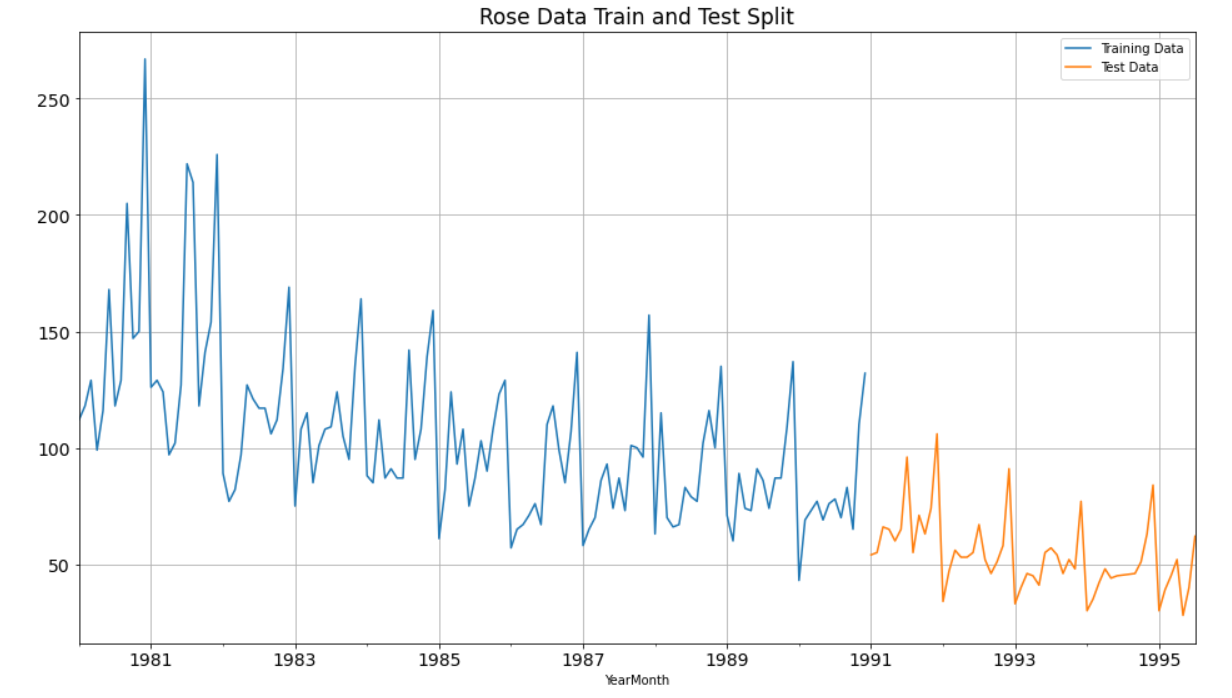 Rose Data Train and Test Split
Training Data
Test Data
250
200
150
100
50
1981 1983 1985 1987 1989 1991 1993 1995
YearMonth